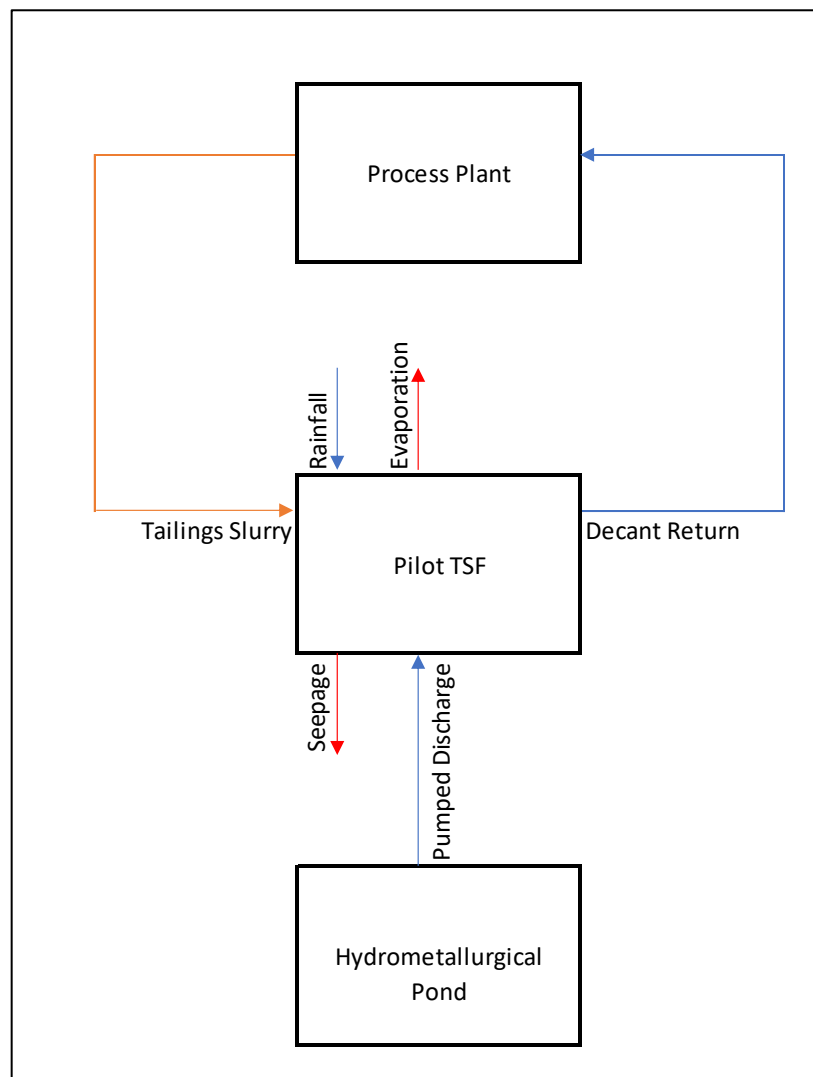 Process Plant
Rainfall
Evaporation
Tailings Slurry
Decant Return
Pilot TSF
Seepage
Pumped Discharge
Hydrometallurgical
Pond